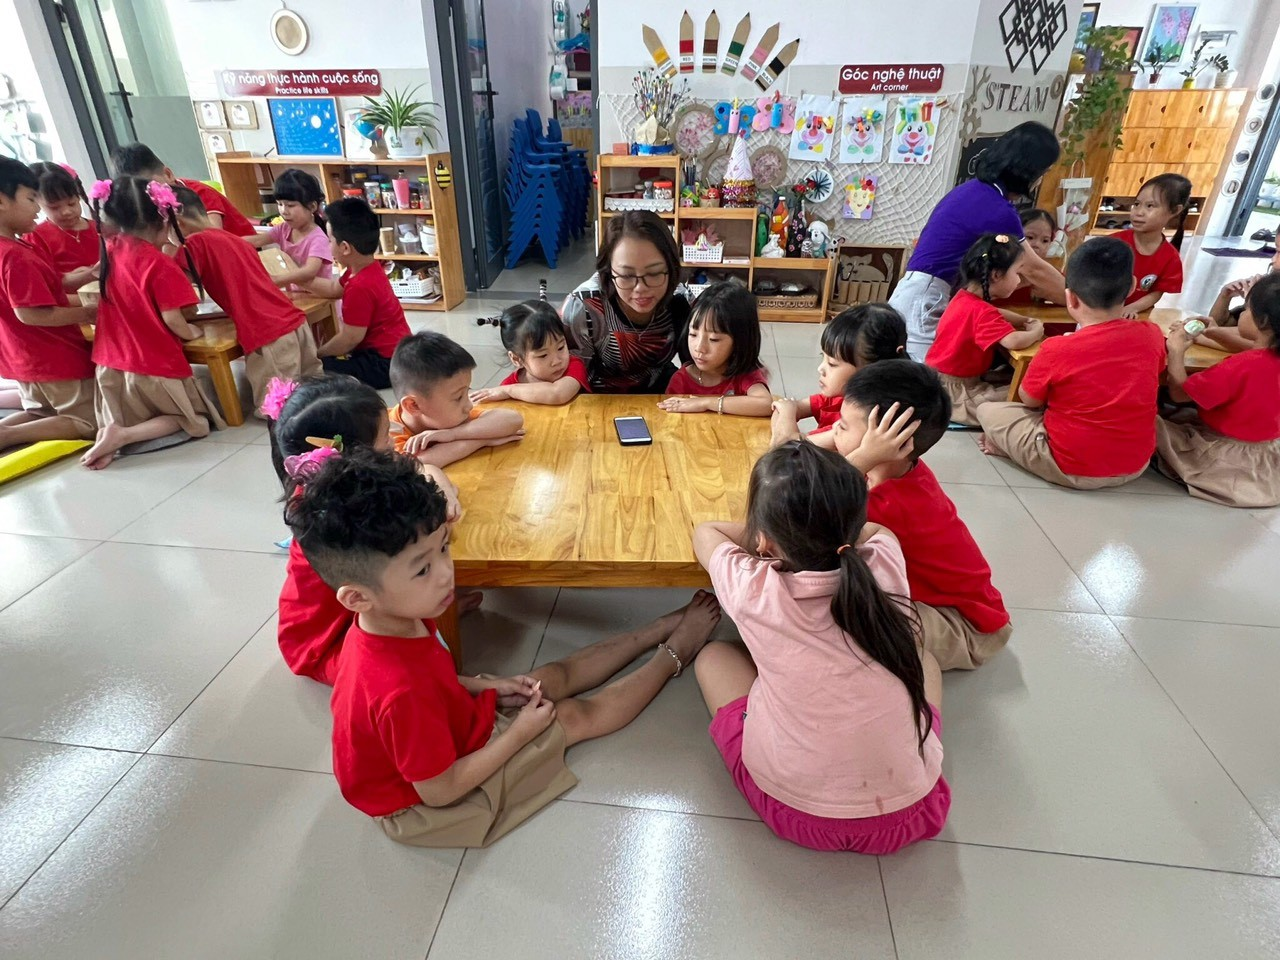 Kỹ năng thực hành cuộc sống
Practice life skills
Góc nghệ thuật
Art corner
STEAM